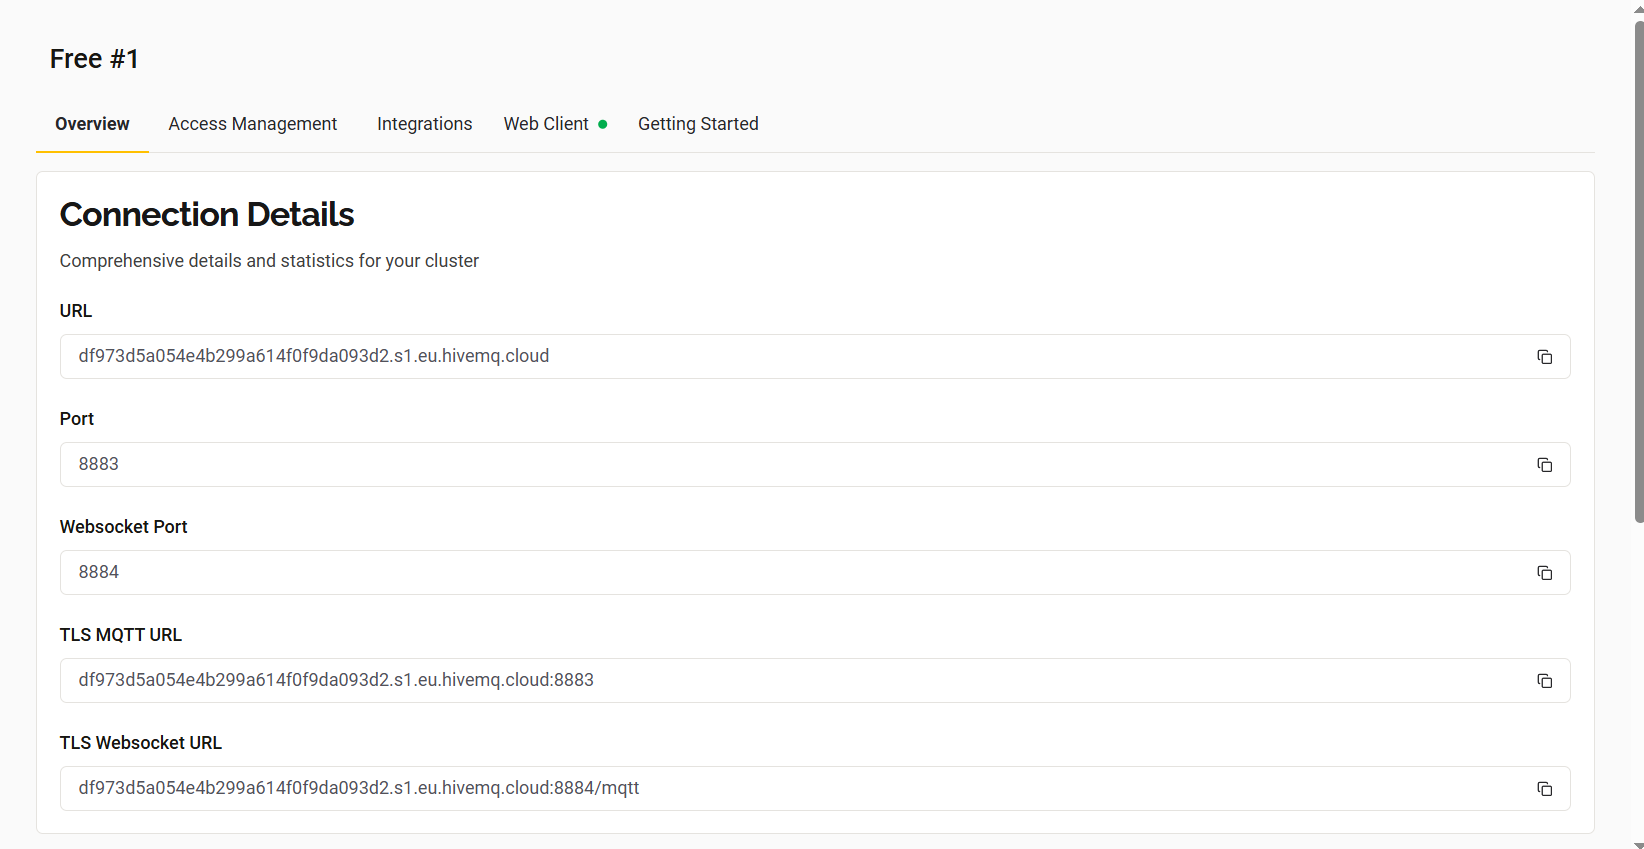 Free #1
Overview Access Management Integrations Web Client Getting Started
Connection Details
Comprehensive details and statistics for your cluster
URL
df973d5a054e4b299a614f0f9da093d2.s1.eu.hivemq.cloud
Port
8883
Websocket Port
8884
TLS MQTT URL
df973d5a054e4b299a614f0f9da093d2.s1.eu.hivemq.cloud:8883
TLS Websocket URL
df973d5a054e4b299a614f0f9da093d2.s1.eu.hivemq.cloud:8884/mqtt